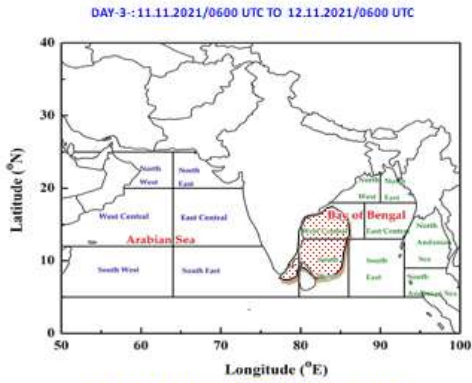 DAY-3-: 11.11.2021/0600 UTC TO 12.11.2021/0600 UTC
40
30
20
10
0
Latitude (°N)
North
West
North
East
West Central
East Central
Arabian Sea
South West
South East
North
West
North
East
Bay of Bengal
West Central
East Central
South
East
North
Andaman
Sea
South
Andaman Sea
50
60
70
80
90
100
Longitude (°E)